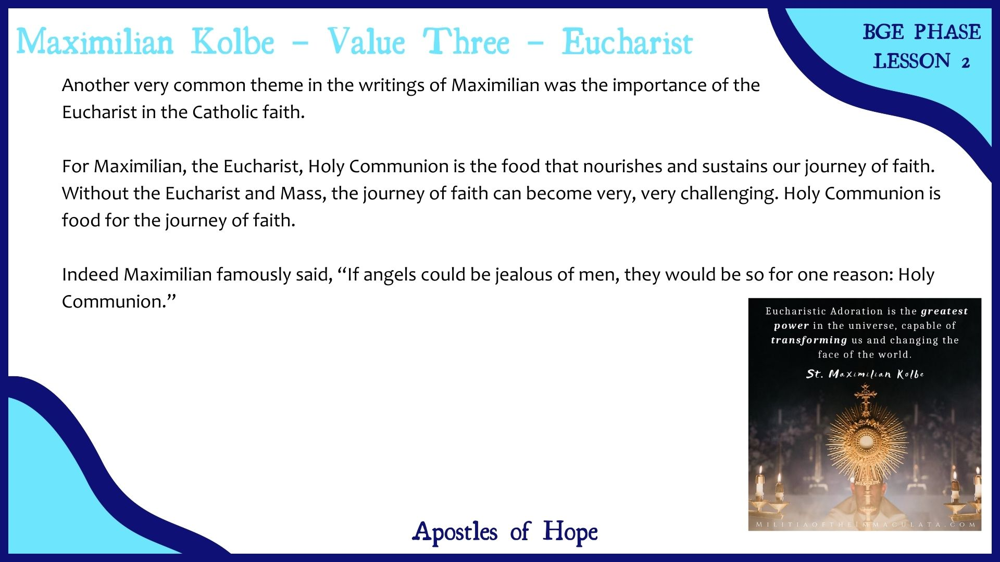 Maximilian Kolbe – Value Three – Eucharist
BGE PHASE
LESSON 2
Another very common theme in the writings of Maximilian was the importance of the
Eucharist in the Catholic faith.
For Maximilian, the Eucharist, Holy Communion is the food that nourishes and sustains our journey of faith.
Without the Eucharist and Mass, the journey of faith can become very, very challenging. Holy Communion is
food for the journey of faith.
Indeed Maximilian famously said, “If angels could be jealous of men, they would be so for one reason: Holy
Communion.”
Eucharistic Adoration is the greatest
power in the universe, capable of
transforming us and changing the
face of the world.
St. Maximilian Kolbe
MILITIAOFTHEIMMACULATA.COM
Apostles of Hope